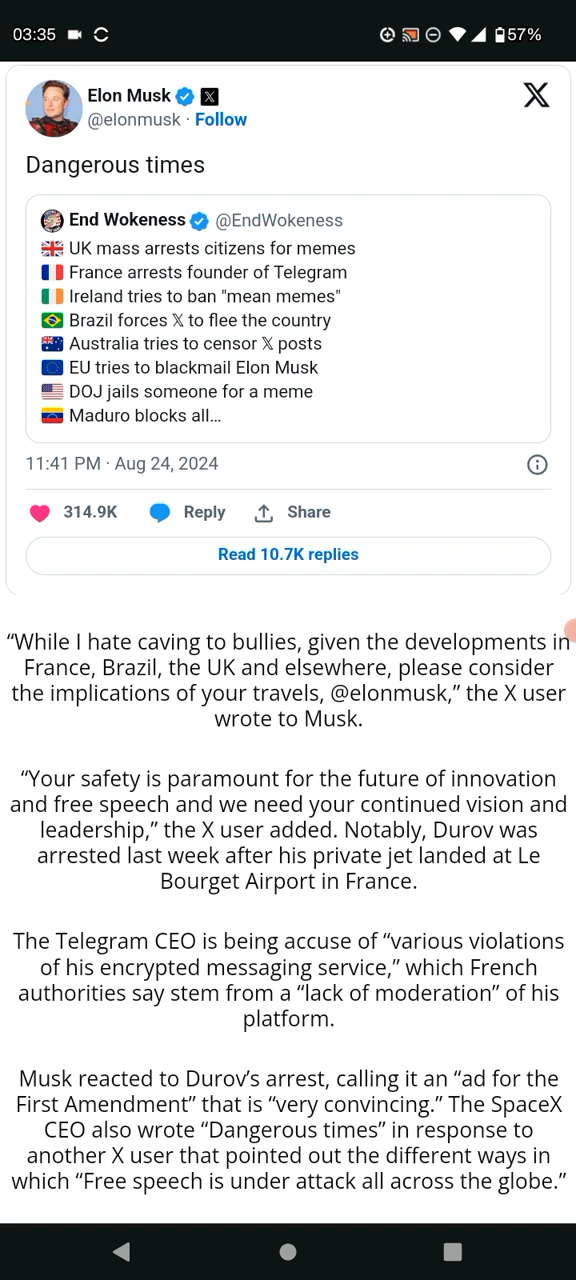 03:35
57%
Elon Musk
@elonmusk · Follow
Dangerous times
End Wokeness @EndWokeness
🇬🇧 UK mass arrests citizens for memes
🇫🇷 France arrests founder of Telegram
🇮🇪 Ireland tries to ban "mean memes"
🇧🇷 Brazil forces 𝕏 to flee the country
🇦🇺 Australia tries to censor 𝕏 posts
🇪🇺 EU tries to blackmail Elon Musk
🇺🇸 DOJ jails someone for a meme
🇻🇪 Maduro blocks all…
11:41 PM · Aug 24, 2024
314.9K Reply Share
Read 10.7K replies
“While I hate caving to bullies, given the developments in
France, Brazil, the UK and elsewhere, please consider
the implications of your travels, @elonmusk,” the X user
wrote to Musk.
“Your safety is paramount for the future of innovation
and free speech and we need your continued vision and
leadership,” the X user added. Notably, Durov was
arrested last week after his private jet landed at Le
Bourget Airport in France.
The Telegram CEO is being accuse of “various violations
of his encrypted messaging service,” which French
authorities say stem from a “lack of moderation” of his
platform.
Musk reacted to Durov’s arrest, calling it an “ad for the
First Amendment” that is “very convincing.” The SpaceX
CEO also wrote “Dangerous times” in response to
another X user that pointed out the different ways in
which “Free speech is under attack all across the globe.”